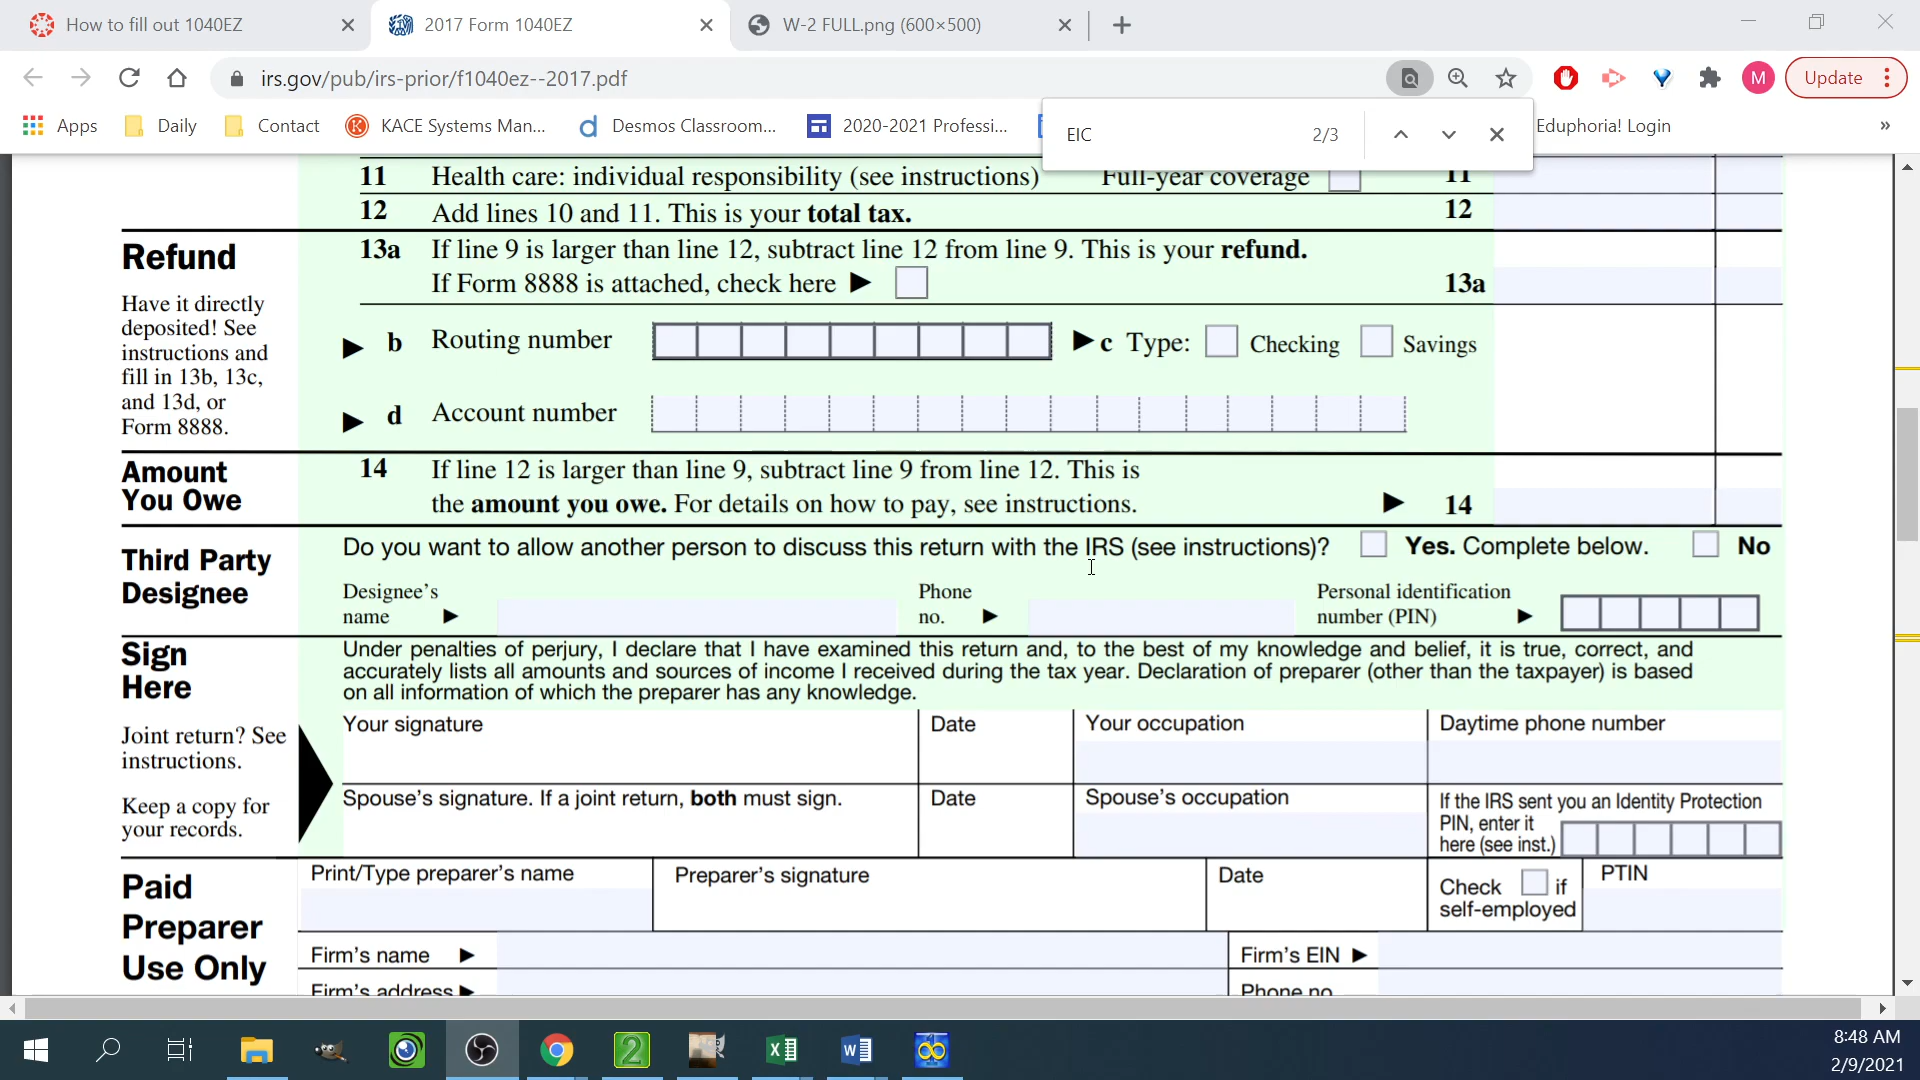 How to fill out 1040EZ
2017 Form 1040EZ
W-2 FULL.png (600×500)
irs.gov/pub/irs-prior/f1040ez--2017.pdf
M
Update
Apps
Daily
Contact
KACE Systems Man...
Desmos Classroom...
2020-2021 Professi...
Eduphoria! Login
»
EIC
2/3
11 Health care: individual responsibility (see instructions) Full-year coverage 11
12 Add lines 10 and 11. This is your total tax. 12
Refund
Have it directly
deposited! See
instructions and
fill in 13b, 13c,
and 13d, or
Form 8888.
13a If line 9 is larger than line 12, subtract line 12 from line 9. This is your refund.
If Form 8888 is attached, check here ▶ 13a
▶ b Routing number ▶ c Type: Checking Savings
▶ d Account number
Amount
You Owe
14 If line 12 is larger than line 9, subtract line 9 from line 12. This is
the amount you owe. For details on how to pay, see instructions. ▶ 14
Third Party
Designee
Do you want to allow another person to discuss this return with the IRS (see instructions)? Yes. Complete below. No
Designee's
name ▶
Phone
no. ▶
Personal identification
number (PIN) ▶
Sign
Here
Joint return? See
instructions.
Keep a copy for
your records.
Under penalties of perjury, I declare that I have examined this return and, to the best of my knowledge and belief, it is true, correct, and
accurately lists all amounts and sources of income I received during the tax year. Declaration of preparer (other than the taxpayer) is based
on all information of which the preparer has any knowledge.
Your signature Date Your occupation Daytime phone number
Spouse's signature. If a joint return, both must sign. Date Spouse's occupation
If the IRS sent you an Identity Protection
PIN, enter it
here (see inst.)
Paid
Preparer
Use Only
Print/Type preparer's name Preparer's signature Date
Check if
self-employed
PTIN
Firm's name ▶ Firm's EIN ▶
Firm's address ▶ Phone no.
8:48 AM
2/9/2021